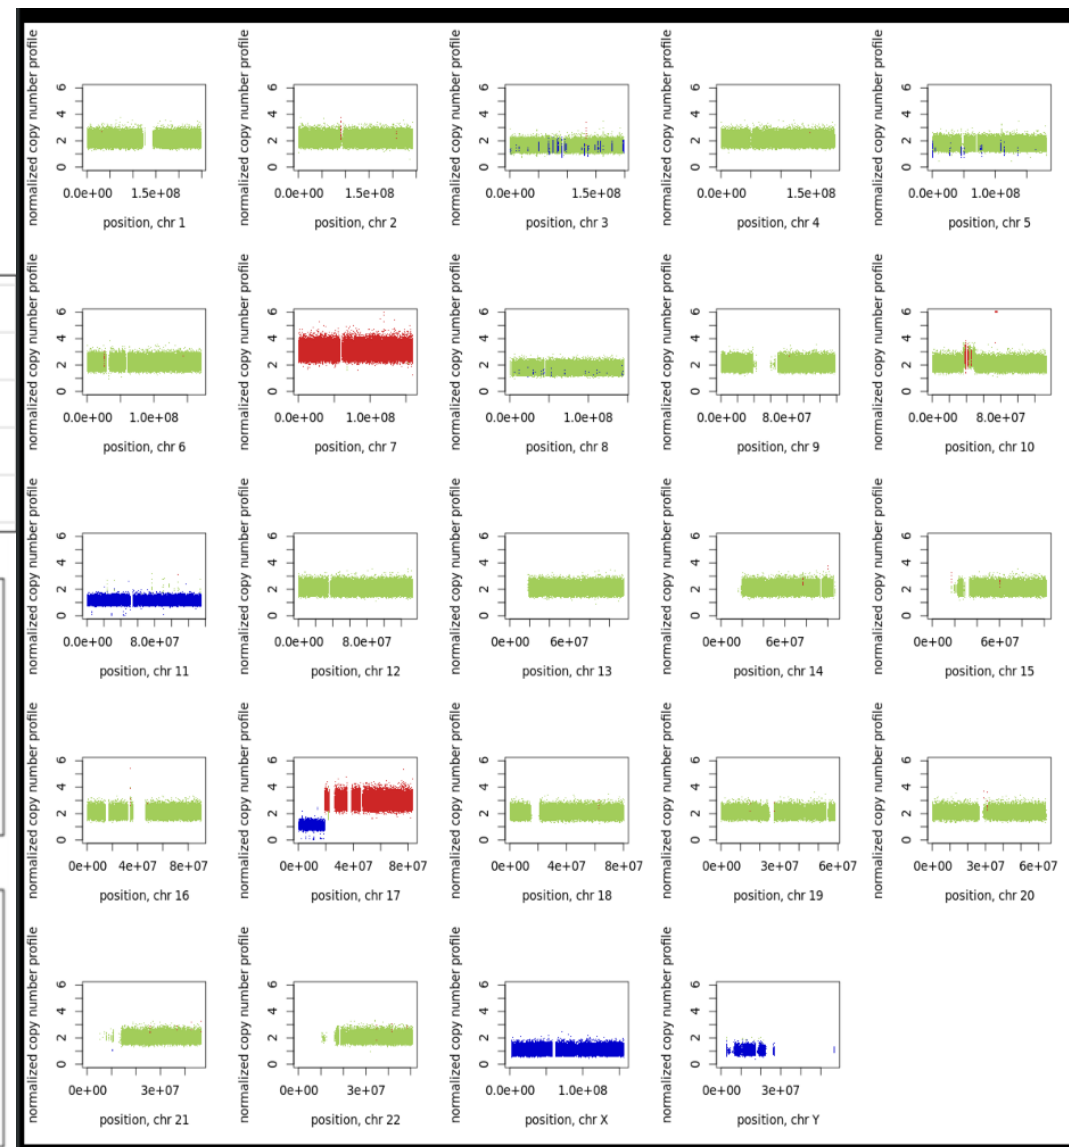 normalized copy number profile
6
4
2
0
0.0e+00 1.5e+08
position, chr 1
normalized copy number profile
6
4
2
0
0.0e+00 1.5e+08
position, chr 2
normalized copy number profile
6
4
2
0
0.0e+00 1.5e+08
position, chr 3
normalized copy number profile
6
4
2
0
0.0e+00 1.5e+08
position, chr 4
normalized copy number profile
6
4
2
0
0.0e+00 1.0e+08
position, chr 5
normalized copy number profile
6
4
2
0
0.0e+00 1.0e+08
position, chr 6
normalized copy number profile
6
4
2
0
0.0e+00 1.0e+08
position, chr 7
normalized copy number profile
6
4
2
0
0.0e+00 1.0e+08
position, chr 8
normalized copy number profile
6
4
2
0
0.0e+00 8.0e+07
position, chr 9
normalized copy number profile
6
4
2
0
0.0e+00 8.0e+07
position, chr 10
normalized copy number profile
6
4
2
0
0.0e+00 8.0e+07
position, chr 11
normalized copy number profile
6
4
2
0
0.0e+00 8.0e+07
position, chr 12
normalized copy number profile
6
4
2
0
0e+00 6e+07
position, chr 13
normalized copy number profile
6
4
2
0
0e+00 6e+07
position, chr 14
normalized copy number profile
6
4
2
0
0e+00 6e+07
position, chr 15
normalized copy number profile
6
4
2
0
0e+00 4e+07 8e+07
position, chr 16
normalized copy number profile
6
4
2
0
0e+00 4e+07 8e+07
position, chr 17
normalized copy number profile
6
4
2
0
0e+00 4e+07 8e+07
position, chr 18
normalized copy number profile
6
4
2
0
0e+00 3e+07 6e+07
position, chr 19
normalized copy number profile
6
4
2
0
0e+00 3e+07 6e+07
position, chr 20
normalized copy number profile
6
4
2
0
0e+00 3e+07
position, chr 21
normalized copy number profile
6
4
2
0
0e+00 3e+07
position, chr 22
normalized copy number profile
6
4
2
0
0.0e+00 1.0e+08
position, chr X
normalized copy number profile
6
4
2
0
0e+00 3e+07
position, chr Y